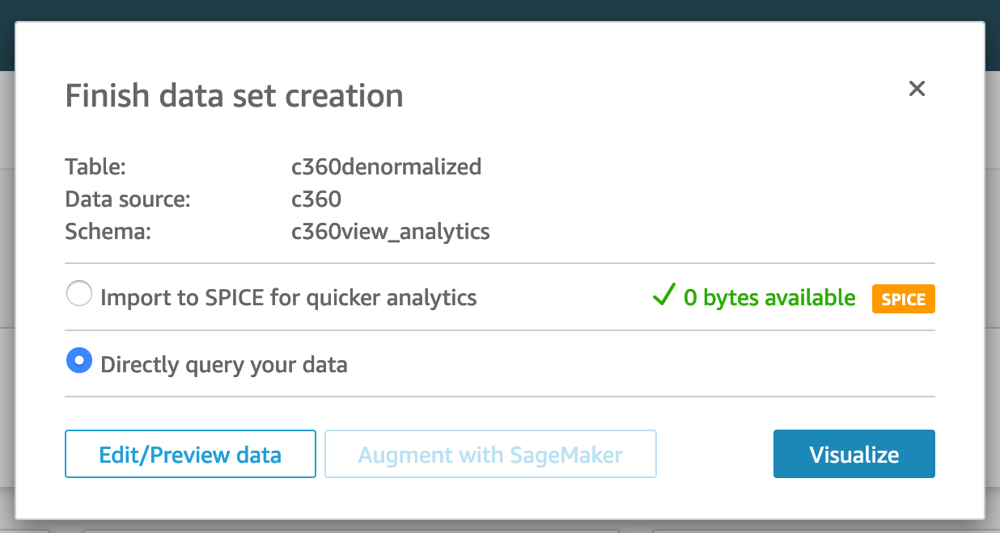 Finish data set creation
Table: c360denormalized
Data source: c360
Schema: c360view_analytics
Import to SPICE for quicker analytics 0 bytes available SPICE
Directly query your data
Edit/Preview data Augment with SageMaker Visualize